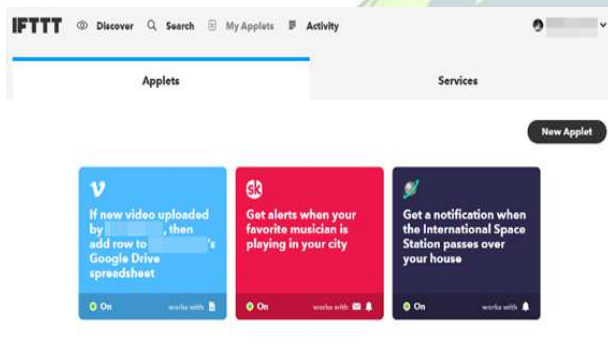 IFTTT Discover Search My Applets Activity
Applets Services
New Applet
If new video uploaded
by , then
add row to 's
Google Drive
spreadsheet
On works with
sk
Get alerts when your
favorite musician is
playing in your city
On works with
Get a notification when
the International Space
Station passes over
your house
On works with